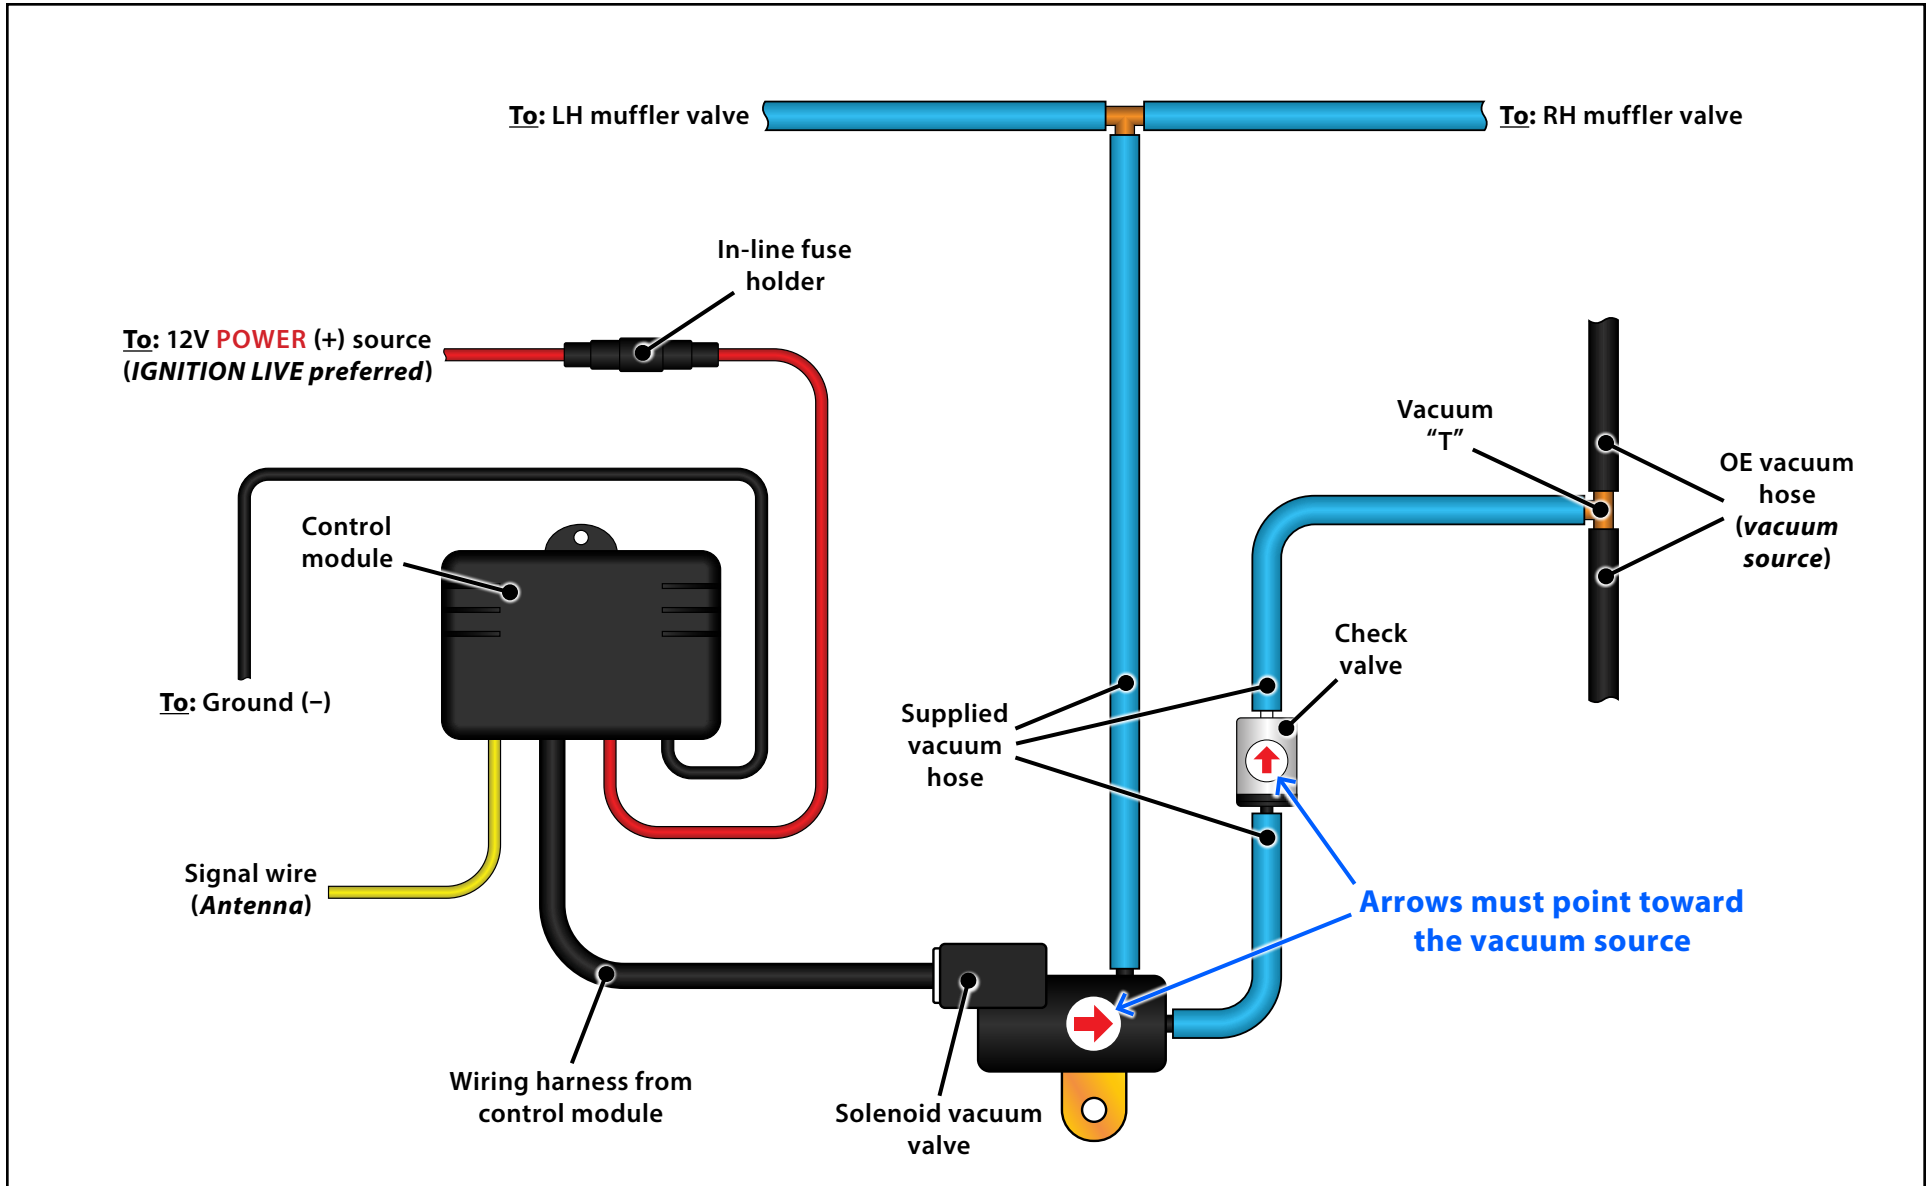 To: LH muffler valve
To: RH muffler valve
In-line fuse
holder
To: 12V POWER (+) source
(IGNITION LIVE preferred)
Vacuum
“T”
OE vacuum
hose
(vacuum
source)
Control
module
Check
valve
To: Ground (−)
Supplied
vacuum
hose
Signal wire
(Antenna)
Arrows must point toward
the vacuum source
Wiring harness from
control module
Solenoid vacuum
valve